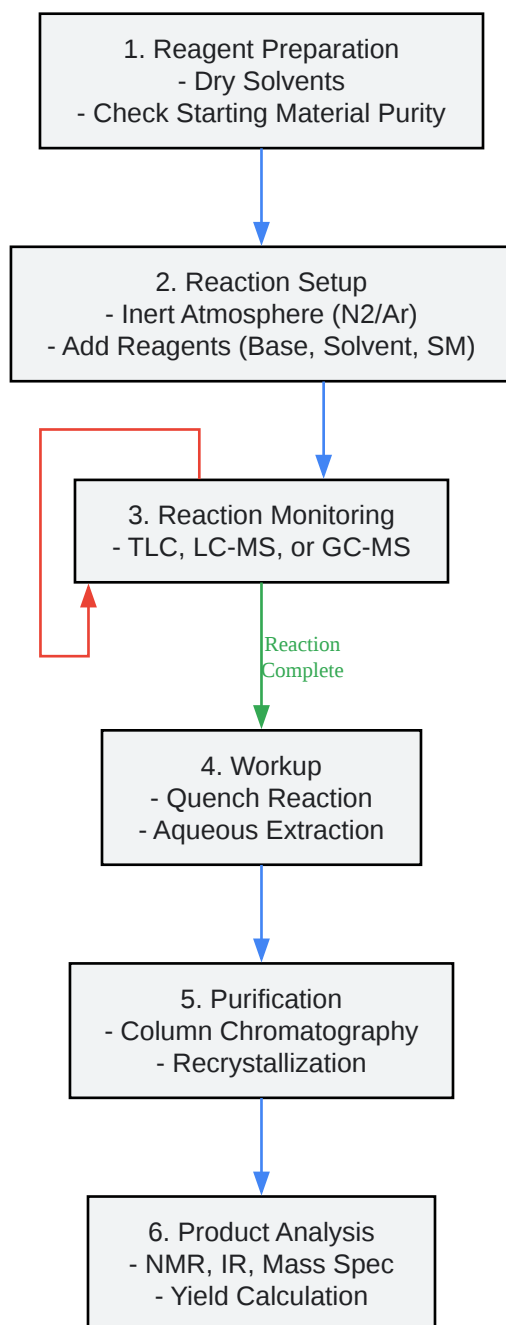 1. Reagent Preparation
- Dry Solvents
- Check Starting Material Purity
2. Reaction Setup
- Inert Atmosphere (N2/Ar)
- Add Reagents (Base, Solvent, SM)
3. Reaction Monitoring
- TLC, LC-MS, or GC-MS
Reaction
Complete
4. Workup
- Quench Reaction
- Aqueous Extraction
5. Purification
- Column Chromatography
- Recrystallization
6. Product Analysis
- NMR, IR, Mass Spec
- Yield Calculation